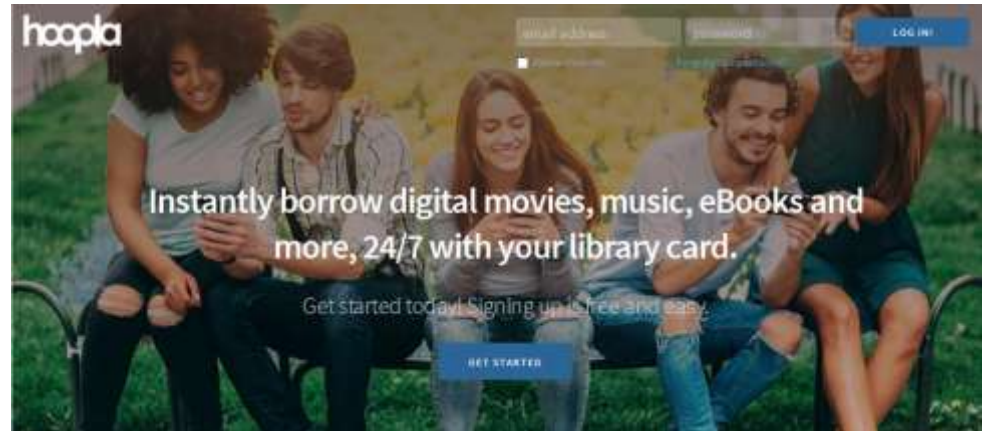 hoopla
email address
password
LOG IN!
Instantly borrow digital movies, music, eBooks and
more, 24/7 with your library card.
Get started today! Signing up is free and easy.
GET STARTED